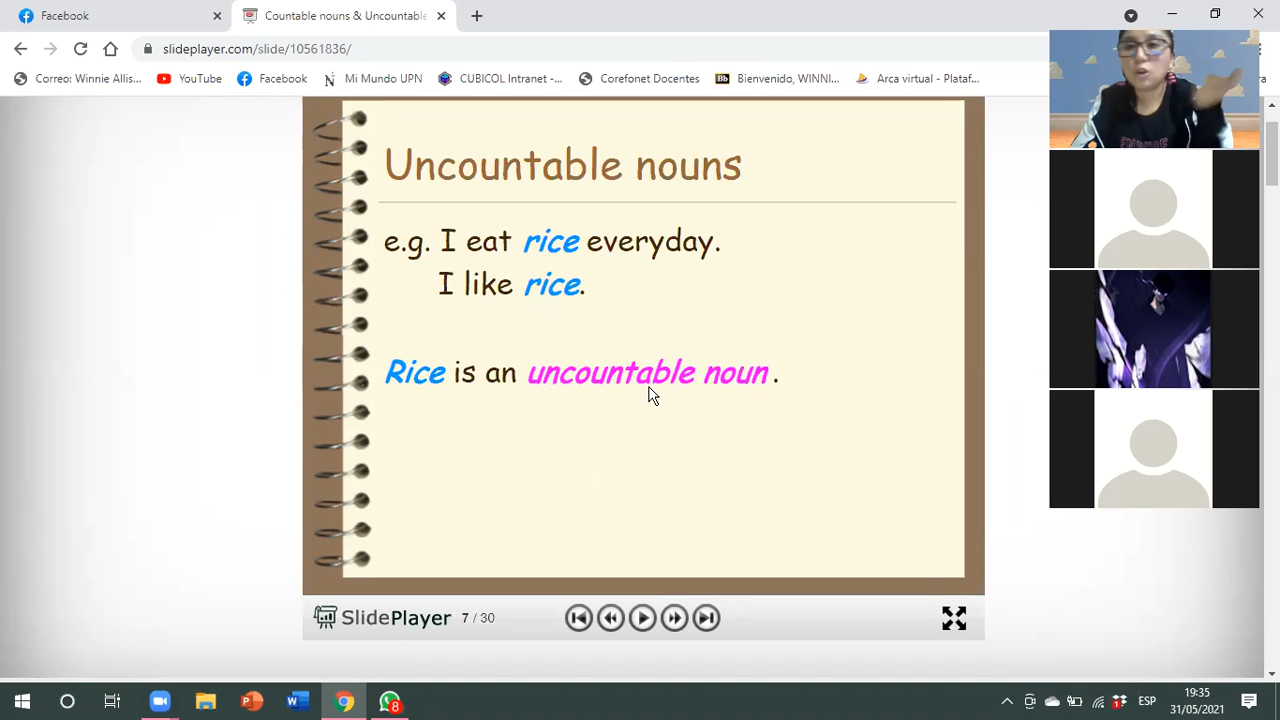 Facebook
Countable nouns & Uncountable
slideplayer.com/slide/10561836/
Correo: Winnie Allis...
YouTube
Facebook
Mi Mundo UPN
CUBICOL Intranet -...
Corefonet Docentes
Bb
Bienvenido, WINNI...
Arca virtual - Plataf...
Uncountable nouns
e.g. I eat rice everyday.
I like rice.
Rice is an uncountable noun.
SlidePlayer
7 / 30
8
ESP
19:35
31/05/2021